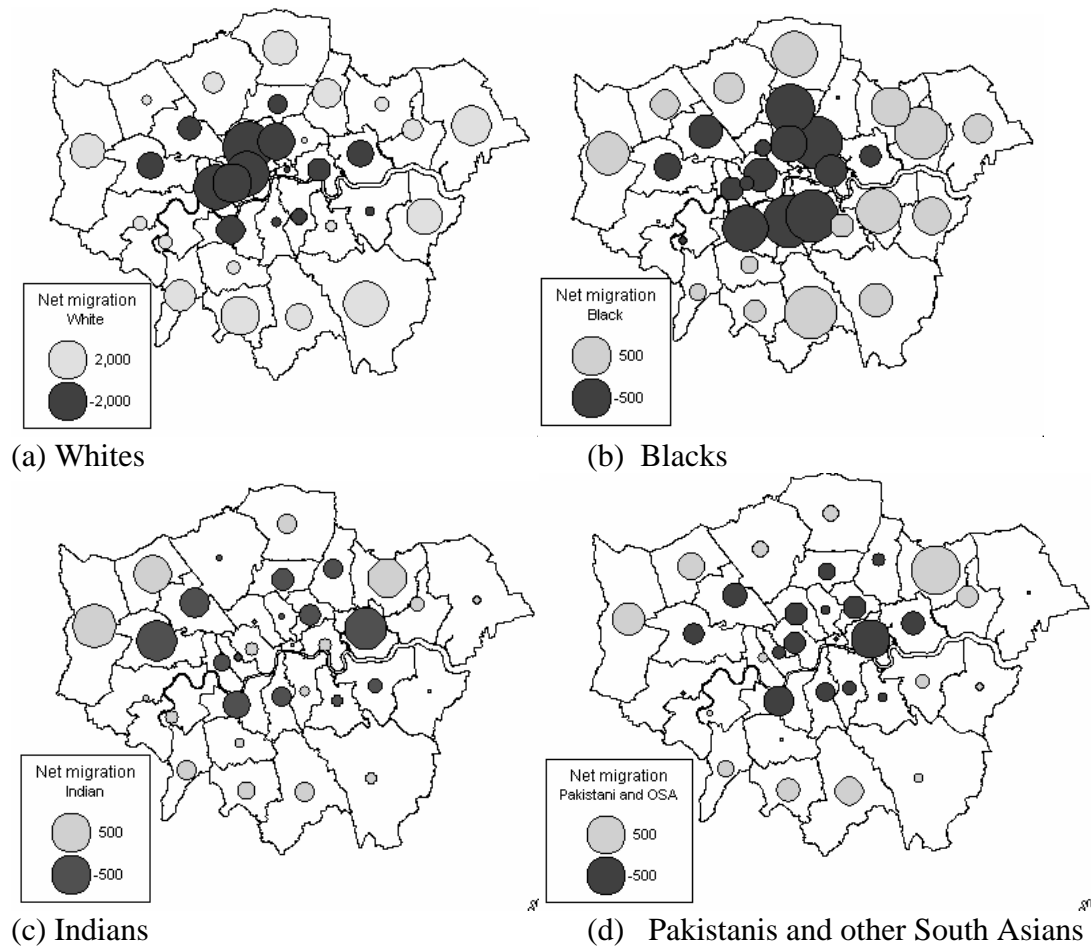 Net migration
White
2,000
-2,000
Net migration
Black
500
-500
(a) Whites
(b) Blacks
Net migration
Indian
500
-500
Net migration
Pakistani and OSA
500
-500
(c) Indians
(d) Pakistanis and other South Asians